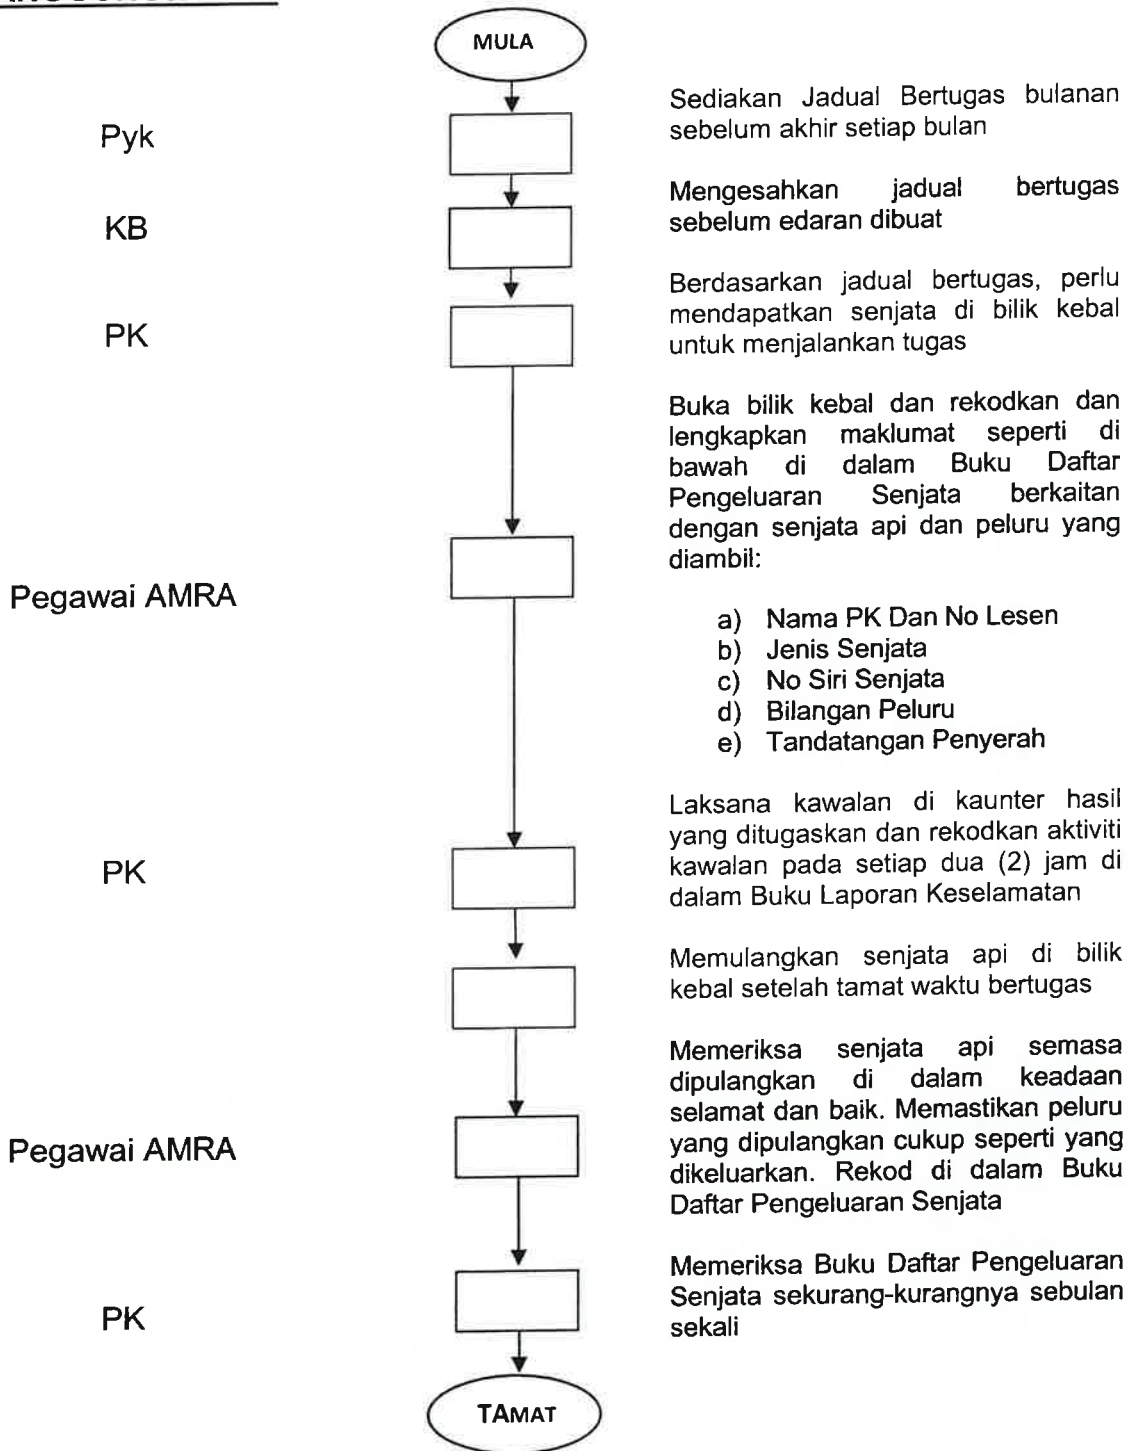 MULA
Pyk
Sediakan Jadual Bertugas bulanan
sebelum akhir setiap bulan
KB
Mengesahkan jadual bertugas
sebelum edaran dibuat
PK
Berdasarkan jadual bertugas, perlu
mendapatkan senjata di bilik kebal
untuk menjalankan tugas
Pegawai AMRA
Buka bilik kebal dan rekodkan dan
lengkapkan maklumat seperti di
bawah di dalam Buku Daftar
Pengeluaran Senjata berkaitan
dengan senjata api dan peluru yang
diambil:
a) Nama PK Dan No Lesen
b) Jenis Senjata
c) No Siri Senjata
d) Bilangan Peluru
e) Tandatangan Penyerah
PK
Laksana kawalan di kaunter hasil
yang ditugaskan dan rekodkan aktiviti
kawalan pada setiap dua (2) jam di
dalam Buku Laporan Keselamatan
Memulangkan senjata api di bilik
kebal setelah tamat waktu bertugas
Pegawai AMRA
Memeriksa senjata api semasa
dipulangkan di dalam keadaan
selamat dan baik. Memastikan peluru
yang dipulangkan cukup seperti yang
dikeluarkan. Rekod di dalam Buku
Daftar Pengeluaran Senjata
PK
Memeriksa Buku Daftar Pengeluaran
Senjata sekurang-kurangnya sebulan
sekali
TAMAT